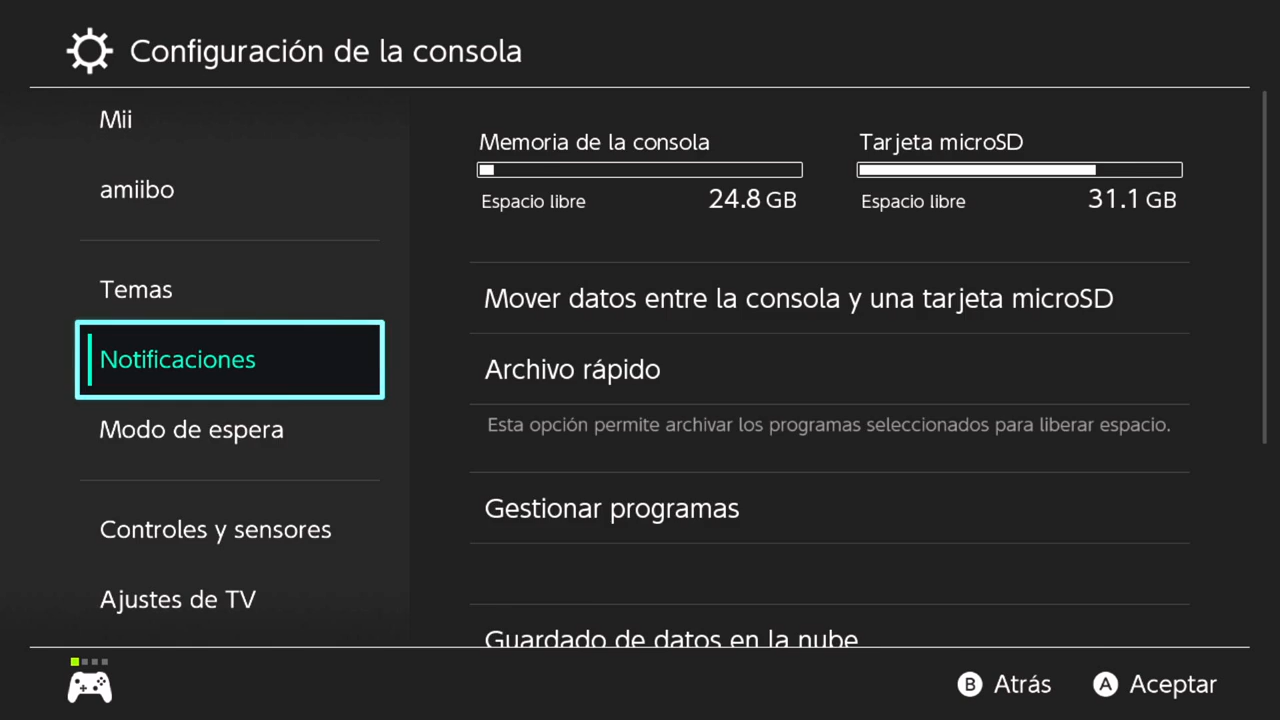 Configuración de la consola
Mii
amiibo
Temas
Notificaciones
Modo de espera
Controles y sensores
Ajustes de TV
Memoria de la consola
Espacio libre 24.8 GB
Tarjeta microSD
Espacio libre 31.1 GB
Mover datos entre la consola y una tarjeta microSD
Archivo rápido
Esta opción permite archivar los programas seleccionados para liberar espacio.
Gestionar programas
Guardado de datos en la nube
B Atrás
A Aceptar